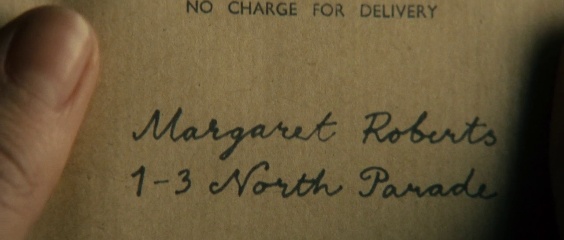 NO CHARGE FOR DELIVERY
Margaret Roberts
1-3 North Parade